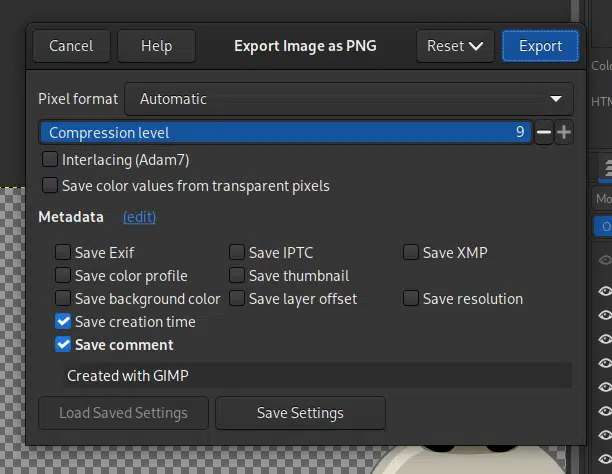 Cancel Help Export Image as PNG Reset Export
Pixel format Automatic
Compression level 9
Interlacing (Adam7)
Save color values from transparent pixels
Metadata (edit)
Save Exif Save IPTC Save XMP
Save color profile Save thumbnail
Save background color Save layer offset Save resolution
Save creation time
Save comment
Created with GIMP
Load Saved Settings Save Settings
Colo
HTM
Mo